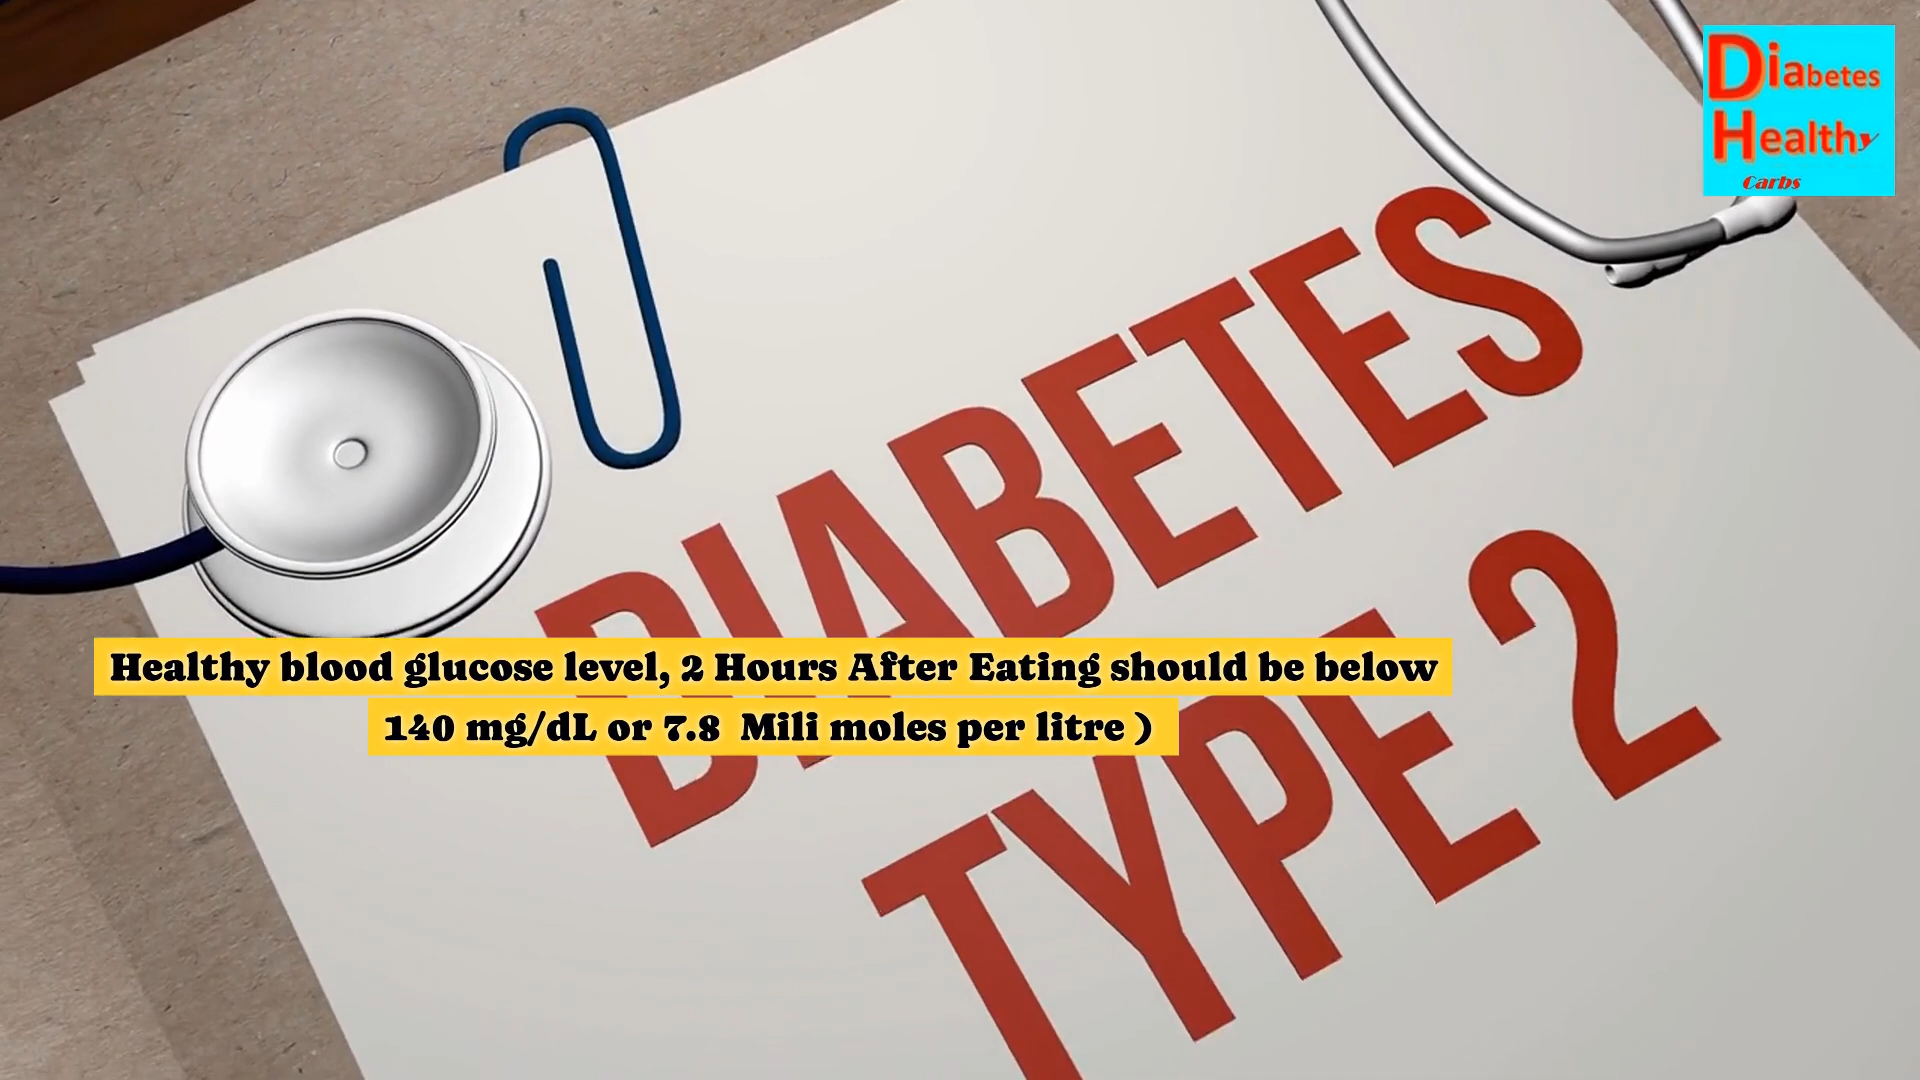 Diabetes
Healthy
Carbs
DIABETES
TYPE 2
Healthy blood glucose level, 2 Hours After Eating should be below
140 mg/dL or 7.8 Mili moles per litre )